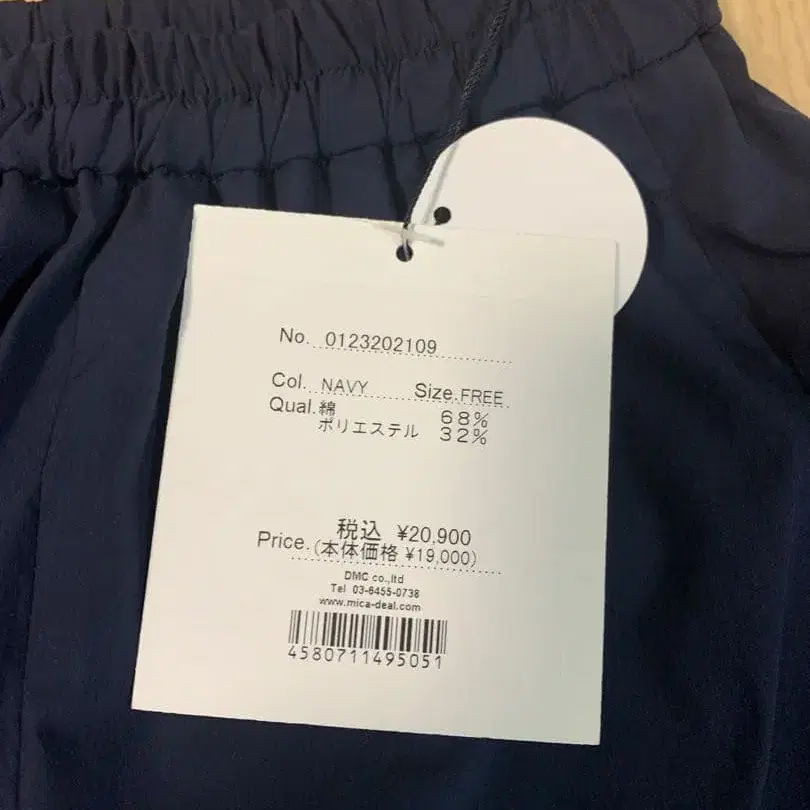 No. 0123202109
Col. NAVY Size. FREE
Qual. 綿 68%
ポリエステル 32%
税込 ¥20,900
Price. (本体価格 ¥19,000)
DMC co.,ltd
Tel 03-6455-0738
www.mica-deal.com
4580711495051